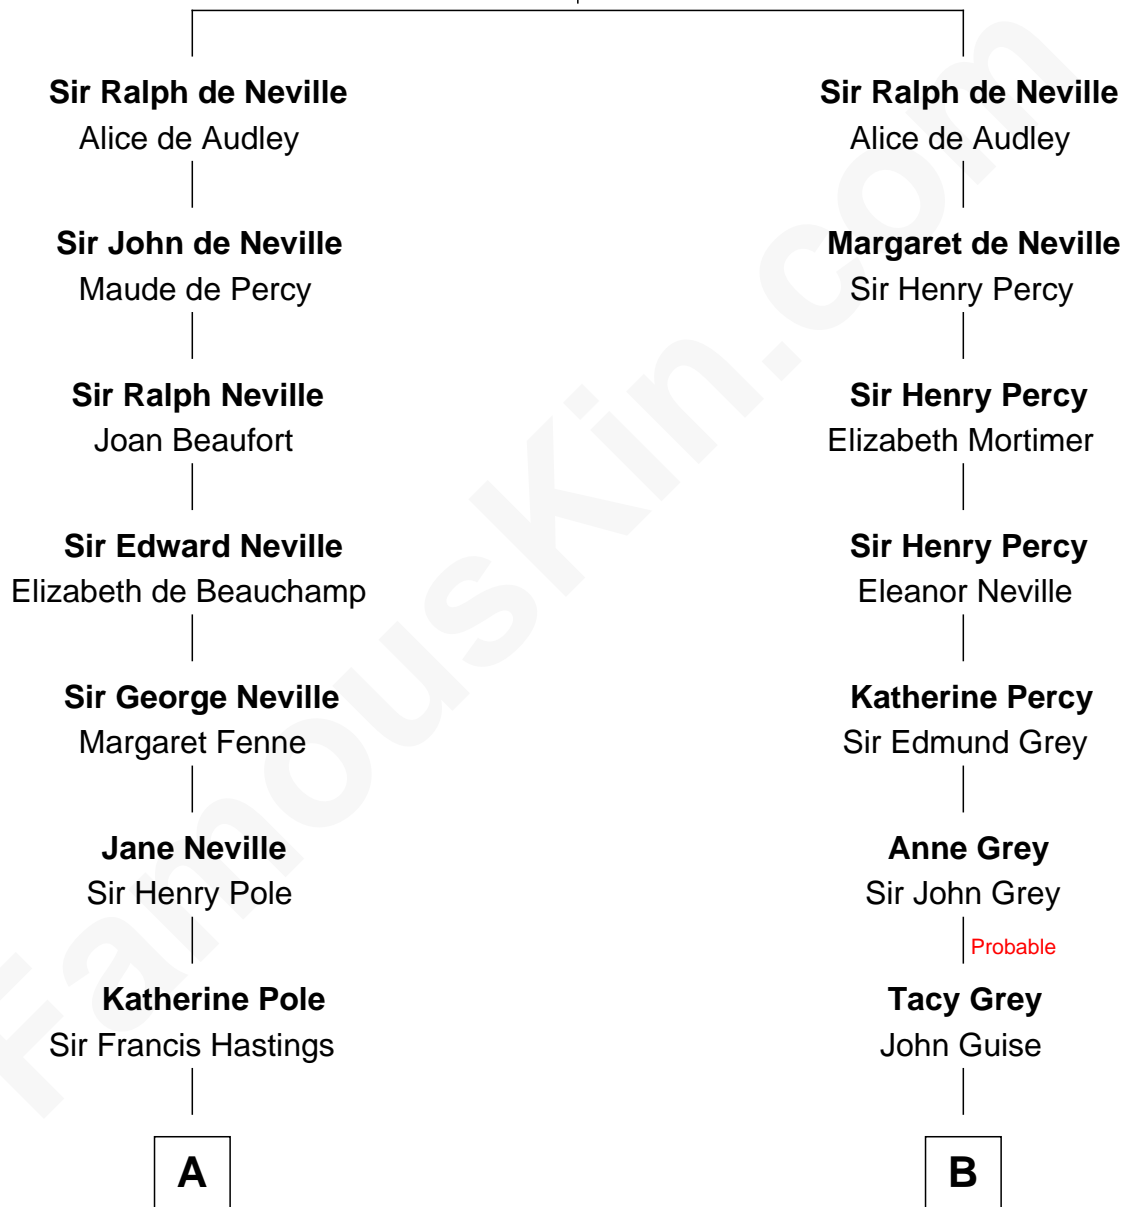 Sir Ralph de Neville
Alice de Audley
Sir John de Neville
Maude de Percy
Sir Ralph Neville
Joan Beaufort
Sir Edward Neville
Elizabeth de Beauchamp
Sir George Neville
Margaret Fenne
Jane Neville
Sir Henry Pole
Katherine Pole
Sir Francis Hastings
A
Sir Ralph de Neville
Alice de Audley
Margaret de Neville
Sir Henry Percy
Sir Henry Percy
Elizabeth Mortimer
Sir Henry Percy
Eleanor Neville
Katherine Percy
Sir Edmund Grey
Anne Grey
Sir John Grey
Probable
Tacy Grey
John Guise
B
FamousKin.com